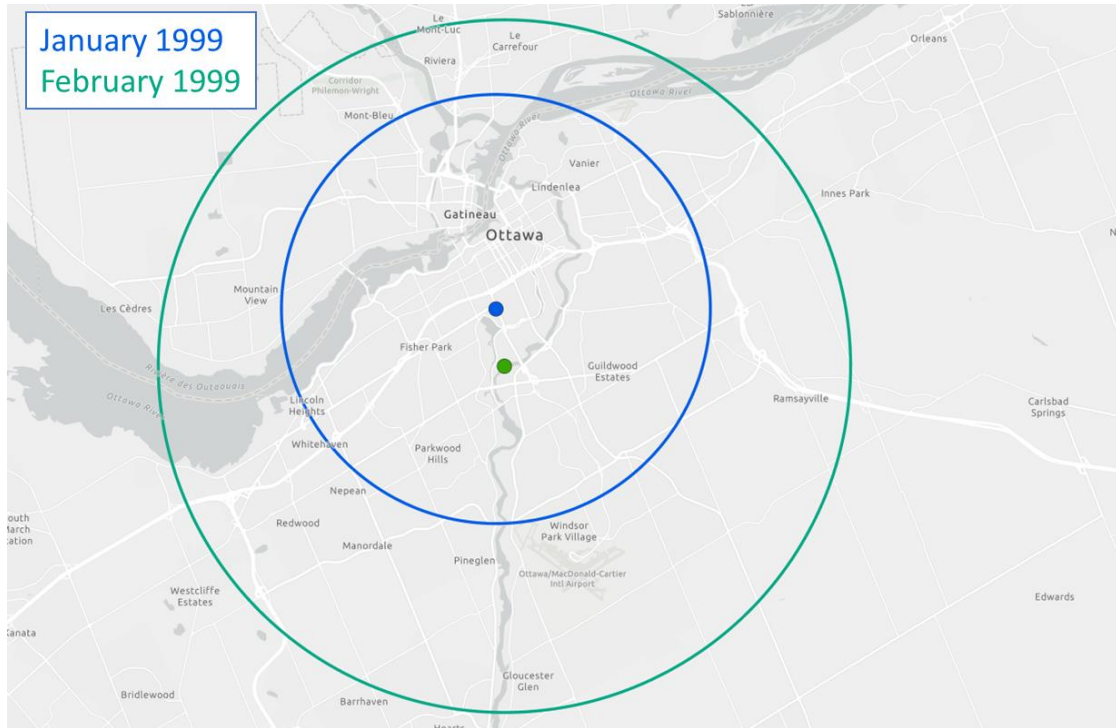 January 1999
February 1999
Le
Mont-Luc
Le
Carrefour
Sablonnière
Orleans
Riviera
Corridor
Philemon-Wright
Ottawa River
Mont-Bleu
Ottawa River
Vanier
Lindenlea
Innes Park
Gatineau
Ottawa
Mountain
View
Les Cèdres
Fisher Park
Guildwood
Estates
Rivière des Outaouais
Ottawa River
Lincoln
Heights
Ramsayville
Carlsbad
Springs
Whitehaven
Parkwood
Hills
Nepean
Redwood
Windsor
Park Village
Manordale
Pineglen
Ottawa/MacDonald-Cartier
Intl Airport
Westcliffe
Estates
Edwards
Gloucester
Glen
Bridlewood
Barrhaven